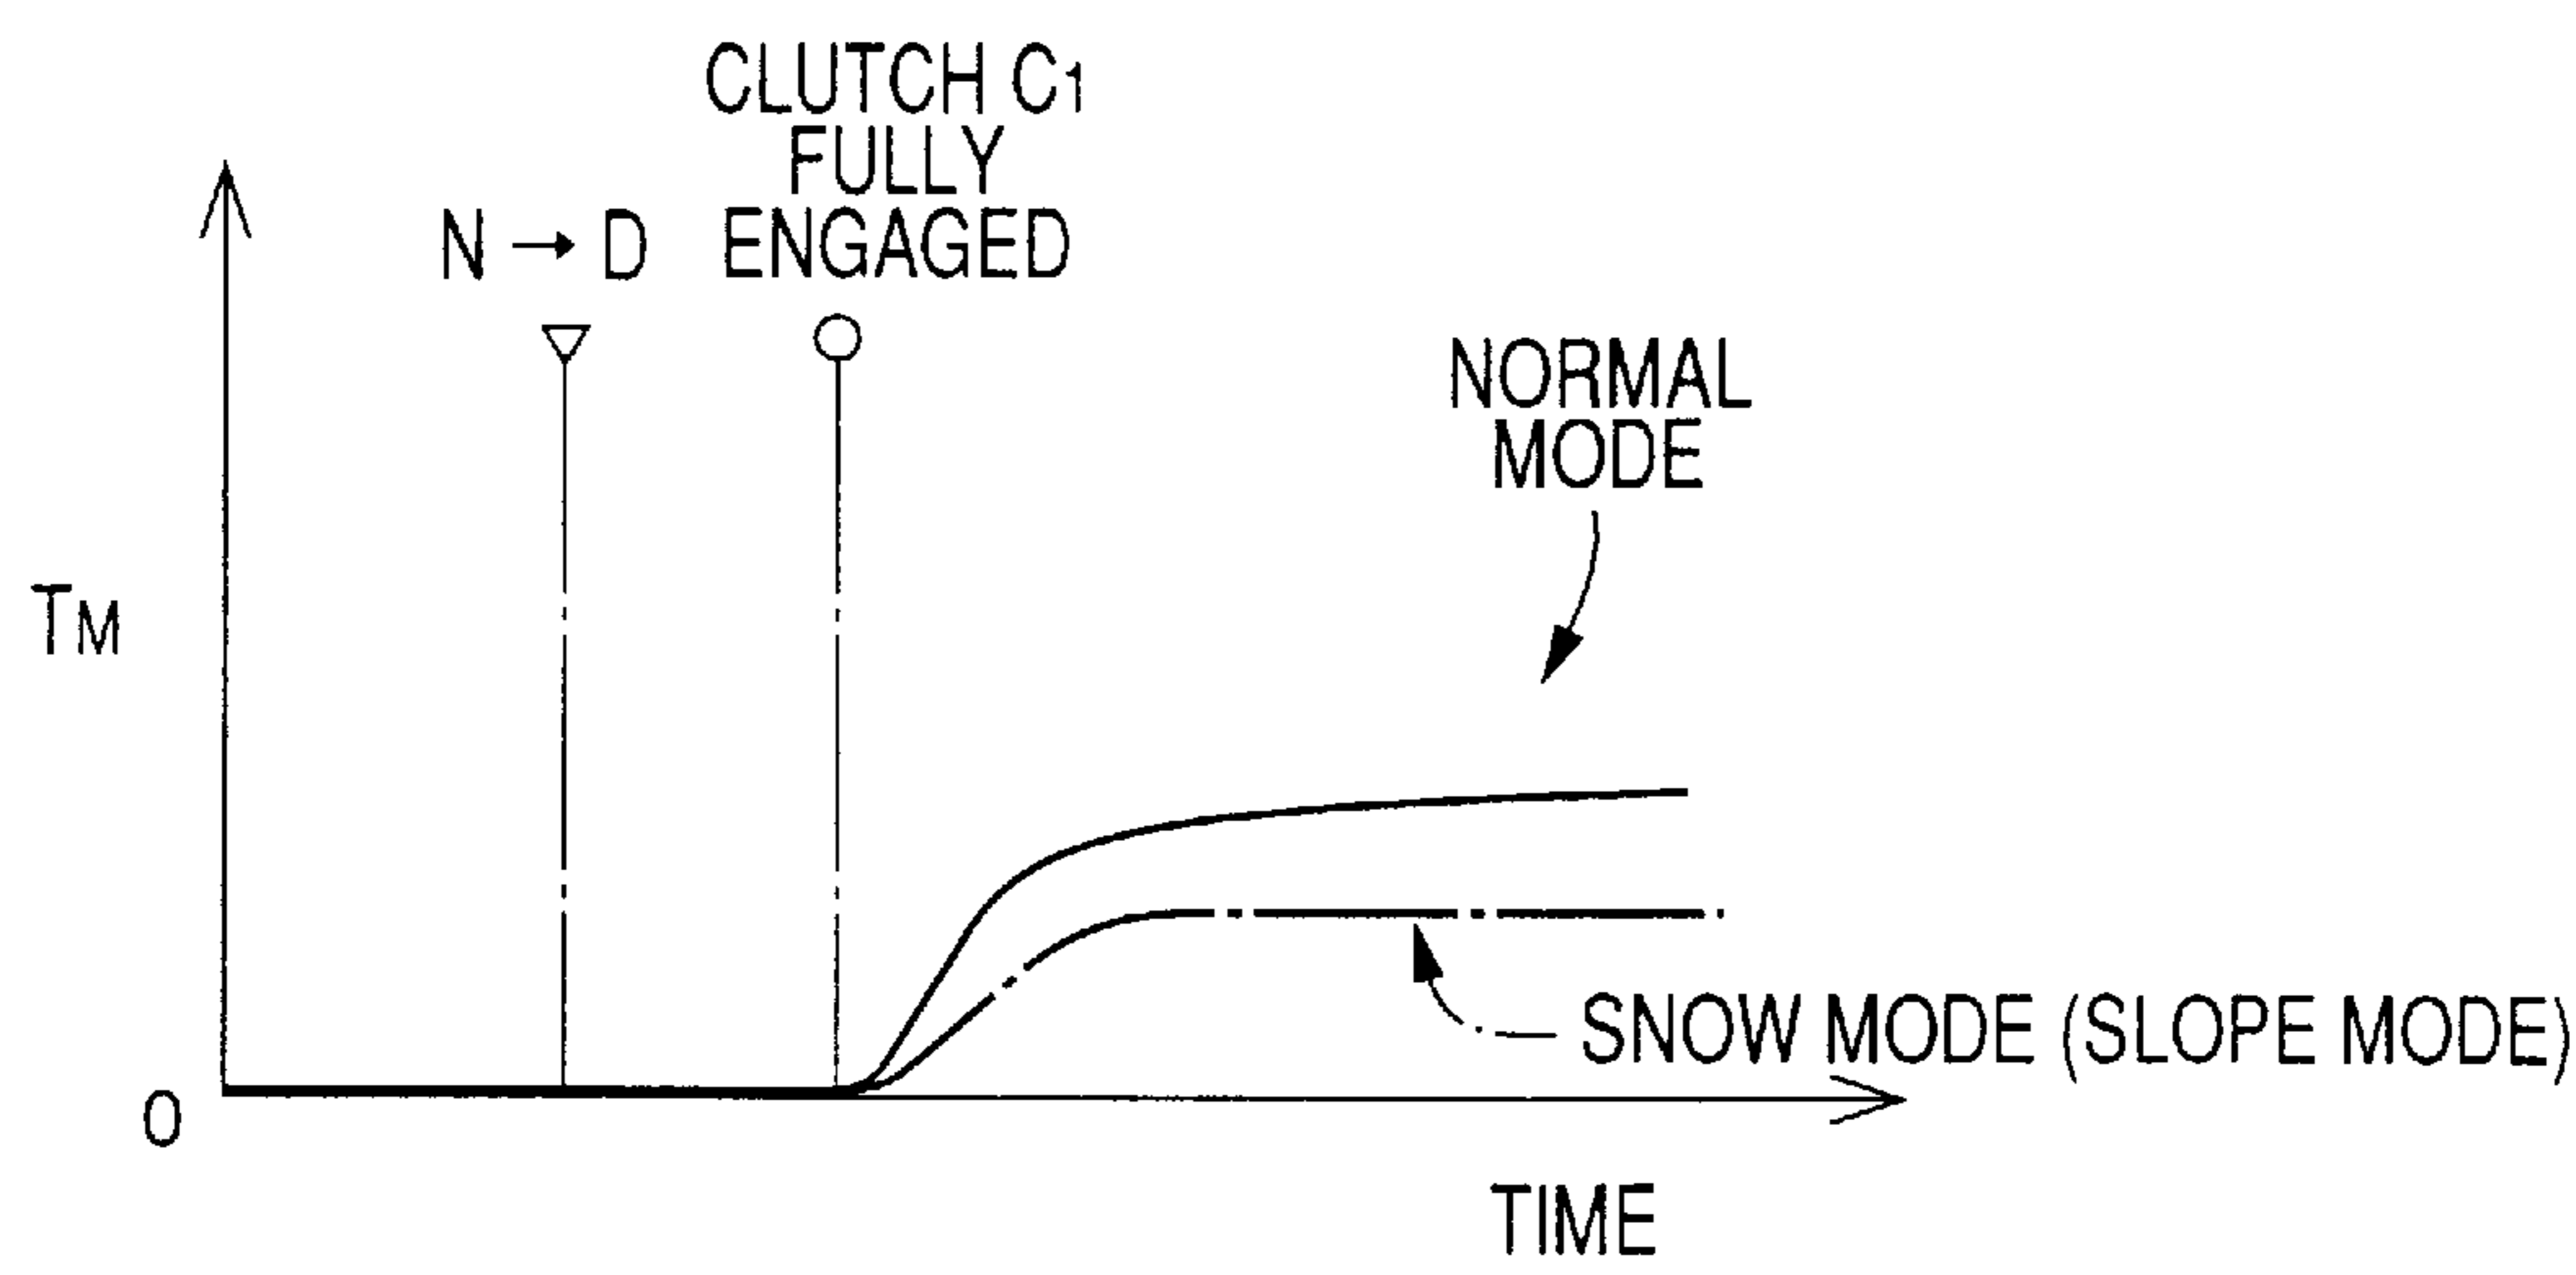 CLUTCH C1
FULLY
ENGAGED
N → D
NORMAL
MODE
TM
SNOW MODE (SLOPE MODE)
0
TIME